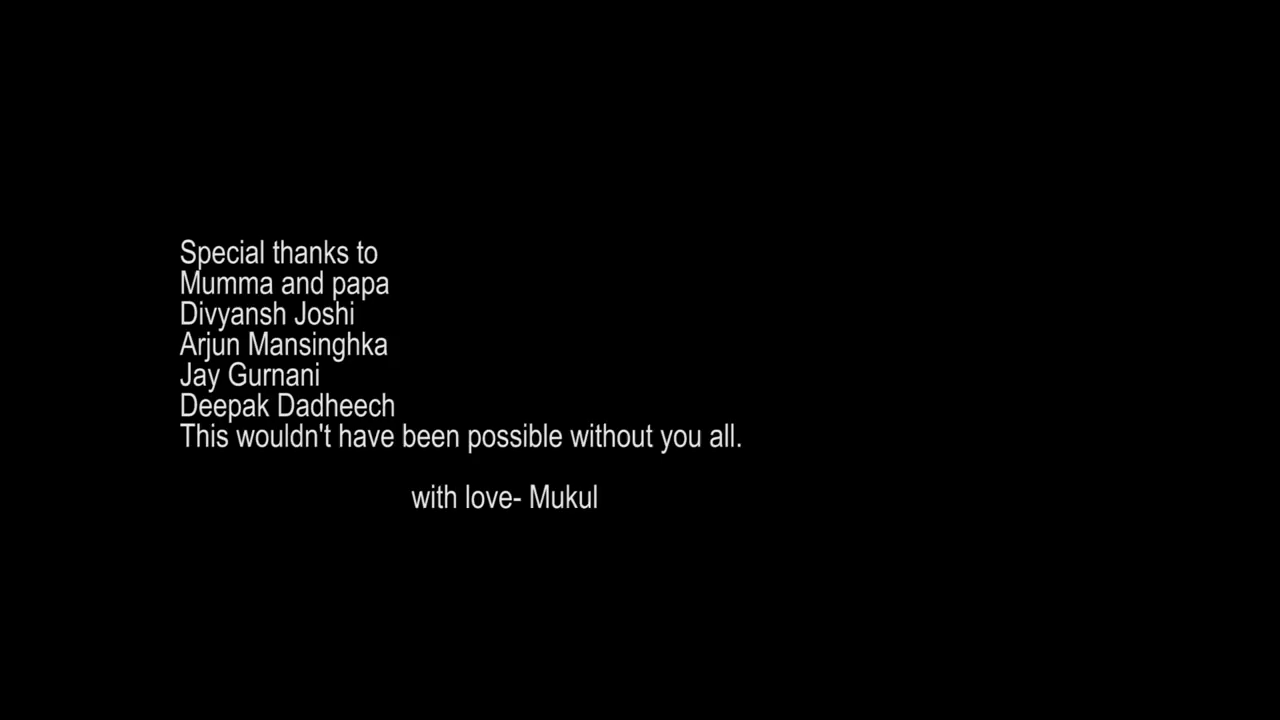 Special thanks to
Mumma and papa
Divyansh Joshi
Arjun Mansinghka
Jay Gurnani
Deepak Dadheech
This wouldn't have been possible without you all.
with love- Mukul